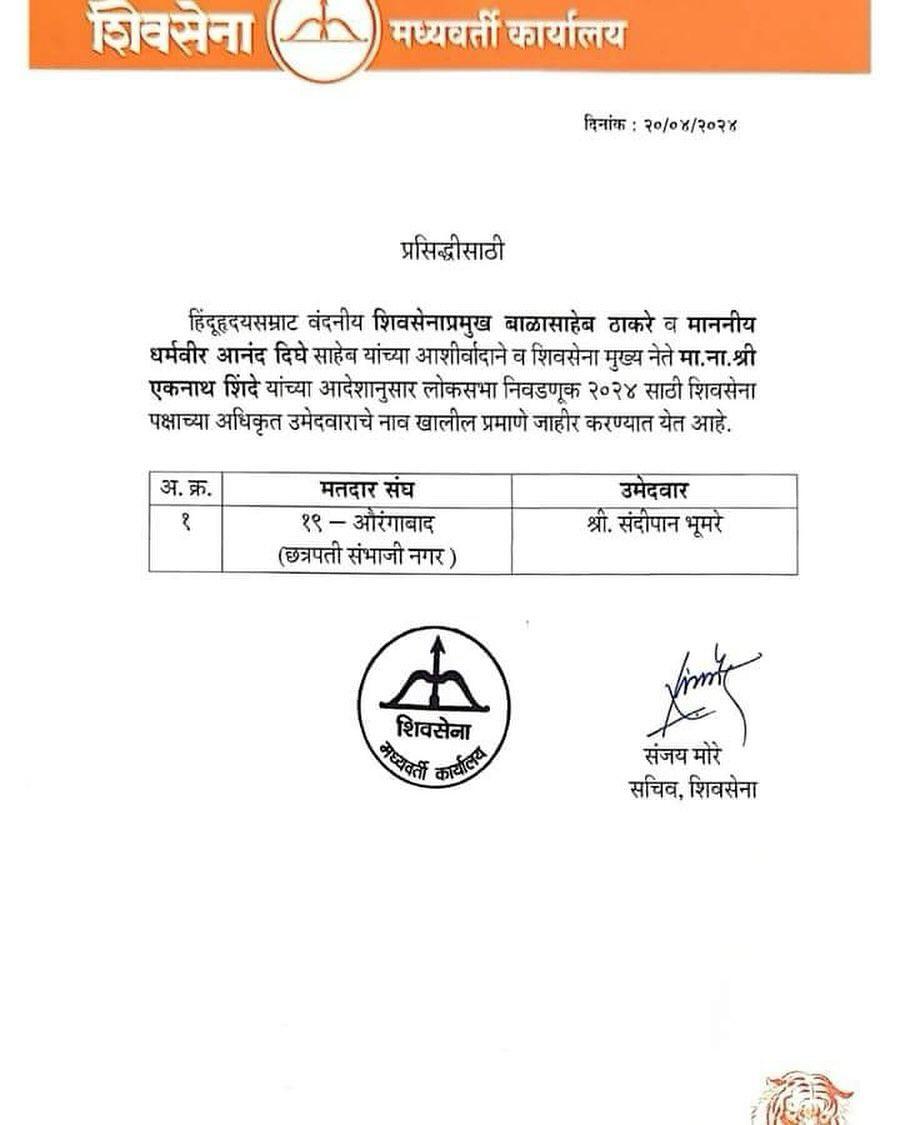 शिवसेना मध्यवर्ती कार्यालय
दिनांक : २०/०४/२०२४
प्रसिद्धीसाठी
हिंदूहृदयसम्राट वंदनीय शिवसेनाप्रमुख बाळासाहेब ठाकरे व माननीय
धर्मवीर आनंद दिघे साहेब यांच्या आशीर्वादाने व शिवसेना मुख्य नेते मा.ना.श्री
एकनाथ शिंदे यांच्या आदेशानुसार लोकसभा निवडणूक २०२४ साठी शिवसेना
पक्षाच्या अधिकृत उमेदवाराचे नाव खालील प्रमाणे जाहीर करण्यात येत आहे.
अ. क्र. मतदार संघ उमेदवार
१ १९ – औरंगाबाद श्री. संदीपान भूमरे
(छत्रपती संभाजी नगर )
शिवसेना
मध्यवर्ती कार्यालय
संजय मोरे
सचिव, शिवसेना